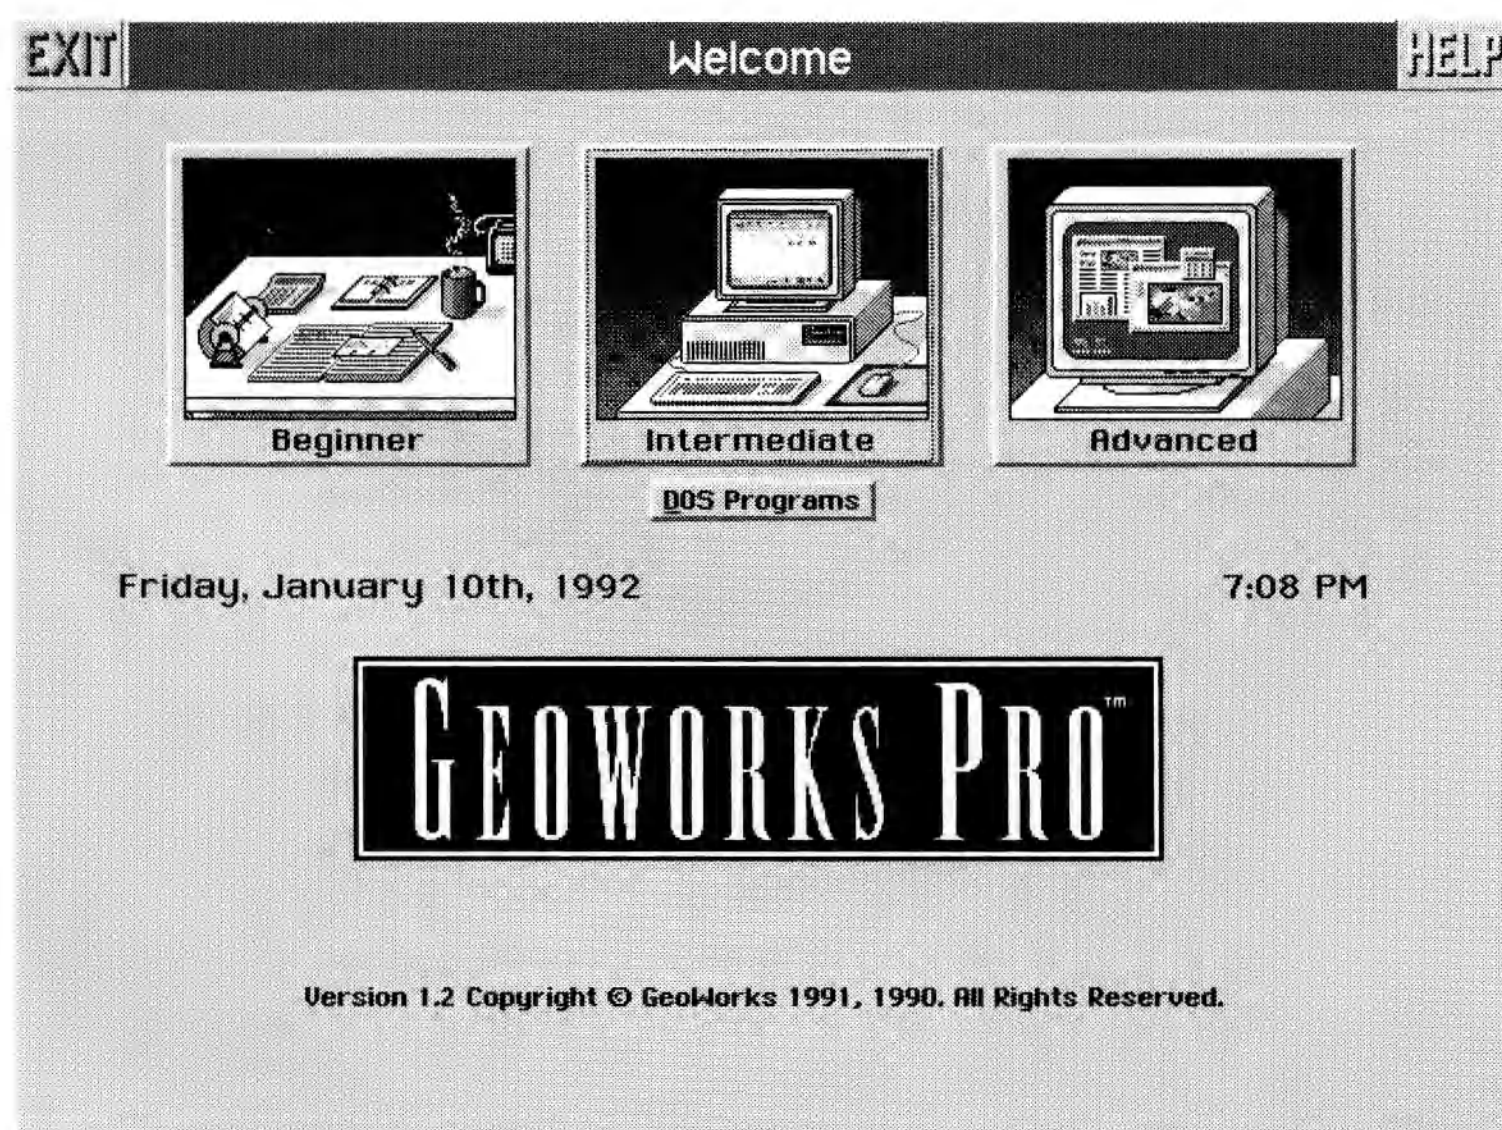 EXIT
Welcome
HELP
Beginner
Intermediate
Advanced
DOS Programs
Friday, January 10th, 1992
7:08 PM
GEOWORKS PRO™
Version 1.2 Copyright © GeoWorks 1991, 1990. All Rights Reserved.